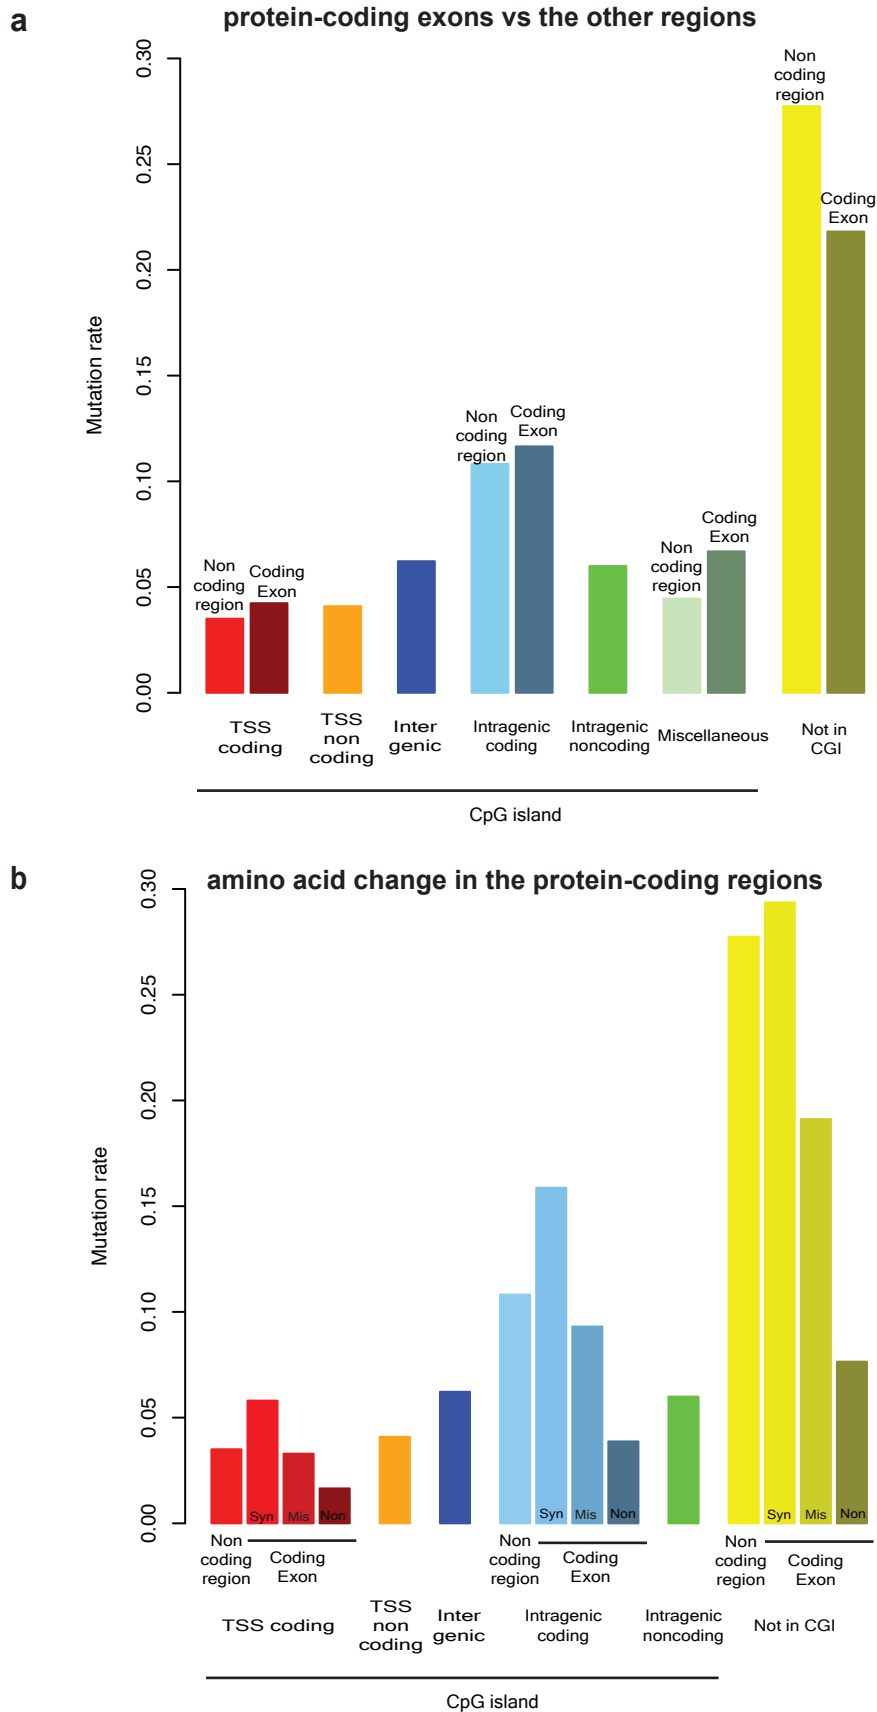 a
protein-coding exons vs the other regions
Mutation rate
0.30
0.25
0.20
0.15
0.10
0.05
0.00
Non
coding
region
Coding
Exon
Non
coding
region
Coding
Exon
Non
coding
region
Coding
Exon
Non
coding
region
Coding
Exon
TSS
coding
TSS
non
coding
Inter
genic
Intragenic
coding
Intragenic
noncoding
Miscellaneous
Not in
CGI
CpG island
b
amino acid change in the protein-coding regions
Mutation rate
0.30
0.25
0.20
0.15
0.10
0.05
0.00
Syn
Mis
Non
Syn
Mis
Non
Syn
Mis
Non
Non
coding
region
Coding
Exon
Non
coding
region
Coding
Exon
Non
coding
region
Coding
Exon
TSS coding
TSS
non
coding
Inter
genic
Intragenic
coding
Intragenic
noncoding
Not in CGI
CpG island